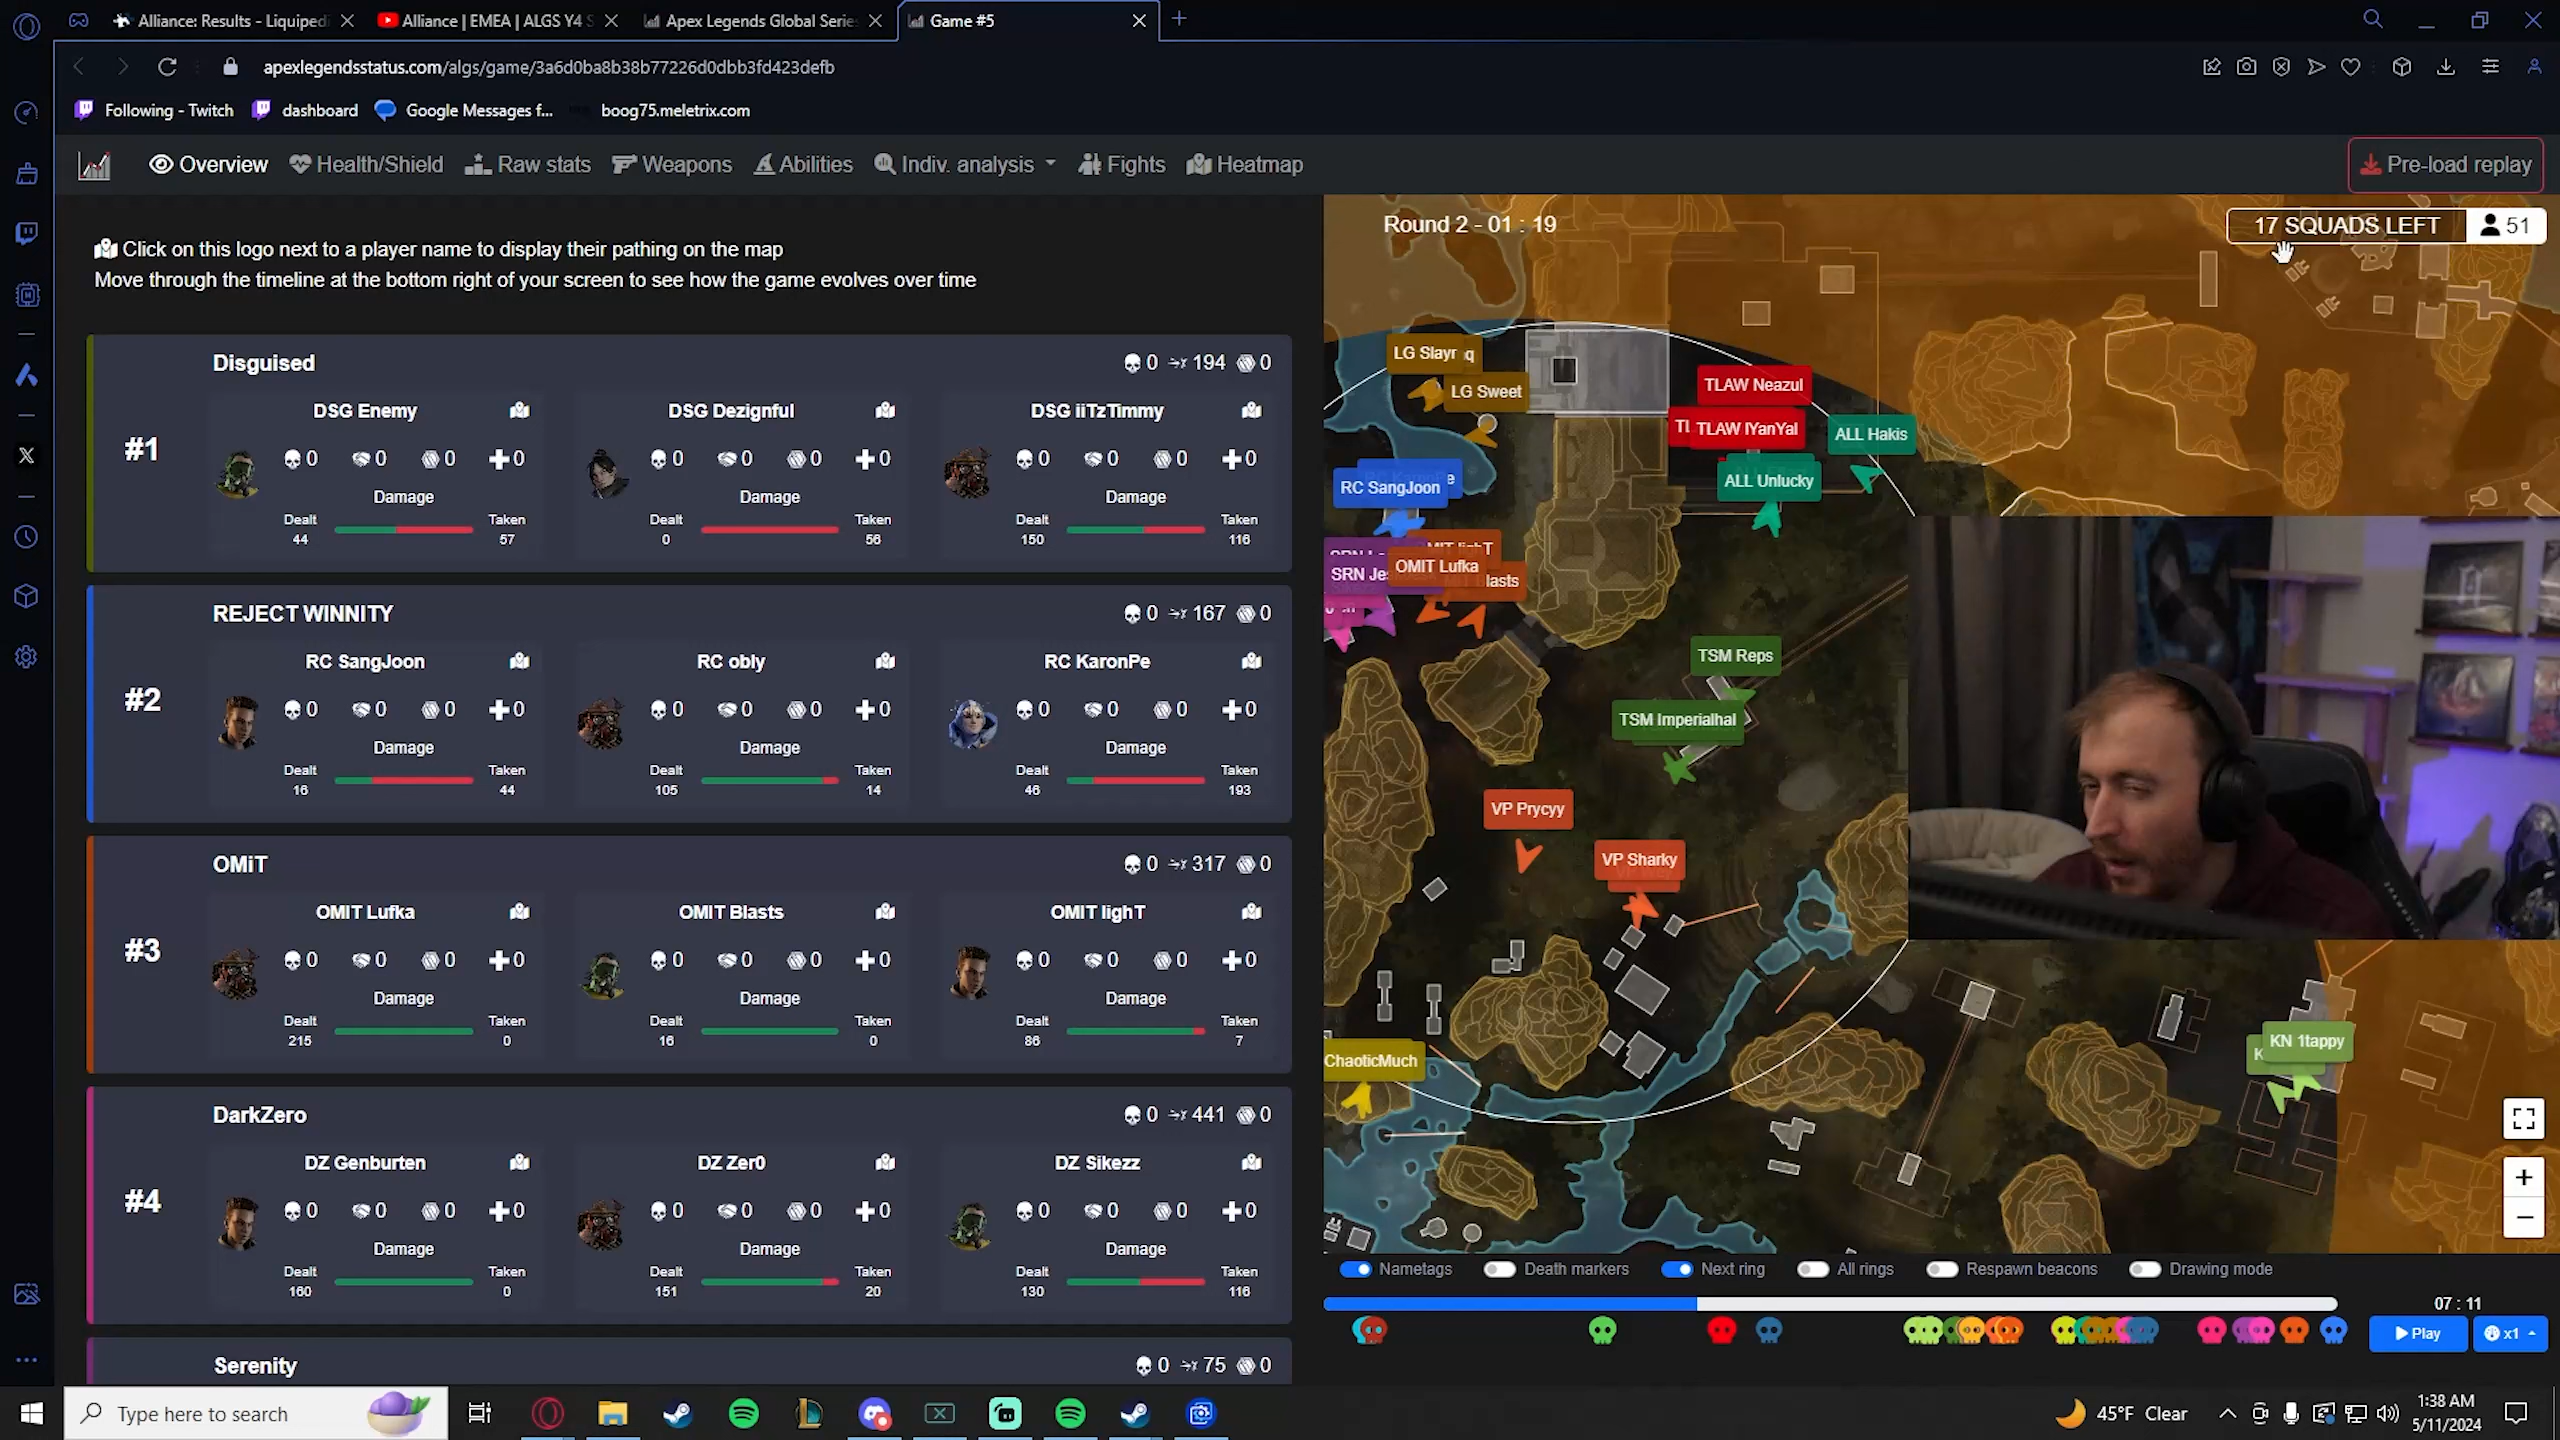 Alliance: Results - Liquiped
Alliance | EMEA | ALGS Y4 S
Apex Legends Global Serie
Game #5
apexlegendsstatus.com/algs/game/3a6d0ba8b38b77226d0dbb3fd423defb
Following - Twitch
dashboard
Google Messages f...
boog75.meletrix.com
Overview
Health/Shield
Raw stats
Weapons
Abilities
Indiv. analysis
Fights
Heatmap
Pre-load replay
Click on this logo next to a player name to display their pathing on the map
Move through the timeline at the bottom right of your screen to see how the game evolves over time
#1
Disguised
0 194 0
DSG Enemy
0 0 0 0
Damage
Dealt 44
Taken 57
DSG Dezignful
0 0 0 0
Damage
Dealt 0
Taken 56
DSG iiTzTimmy
0 0 0 0
Damage
Dealt 150
Taken 116
#2
REJECT WINNITY
0 167 0
RC SangJoon
0 0 0 0
Damage
Dealt 16
Taken 44
RC obly
0 0 0 0
Damage
Dealt 105
Taken 14
RC KaronPe
0 0 0 0
Damage
Dealt 46
Taken 193
#3
OMiT
0 317 0
OMIT Lufka
0 0 0 0
Damage
Dealt 215
Taken 0
OMIT Blasts
0 0 0 0
Damage
Dealt 16
Taken 0
OMIT lighT
0 0 0 0
Damage
Dealt 86
Taken 7
#4
DarkZero
0 441 0
DZ Genburten
0 0 0 0
Damage
Dealt 160
Taken 0
DZ Zer0
0 0 0 0
Damage
Dealt 151
Taken 20
DZ Sikezz
0 0 0 0
Damage
Dealt 130
Taken 116
Serenity
0 75 0
Round 2 - 01 : 19
17 SQUADS LEFT
51
LG Slayr q
LG Sweet
TLAW Neazul
TLAW IYanYal
ALL Hakis
ALL Unlucky
RC SangJoon
OMIT Lufka
SRN Je
lasts
TSM Reps
TSM Imperialhal
VP Prycyy
VP Sharky
ChaoticMuch
KN 1tappy
+
−
Nametags
Death markers
Next ring
All rings
Respawn beacons
Drawing mode
07 : 11
Play
x1
Type here to search
45°F Clear
1:38 AM
5/11/2024